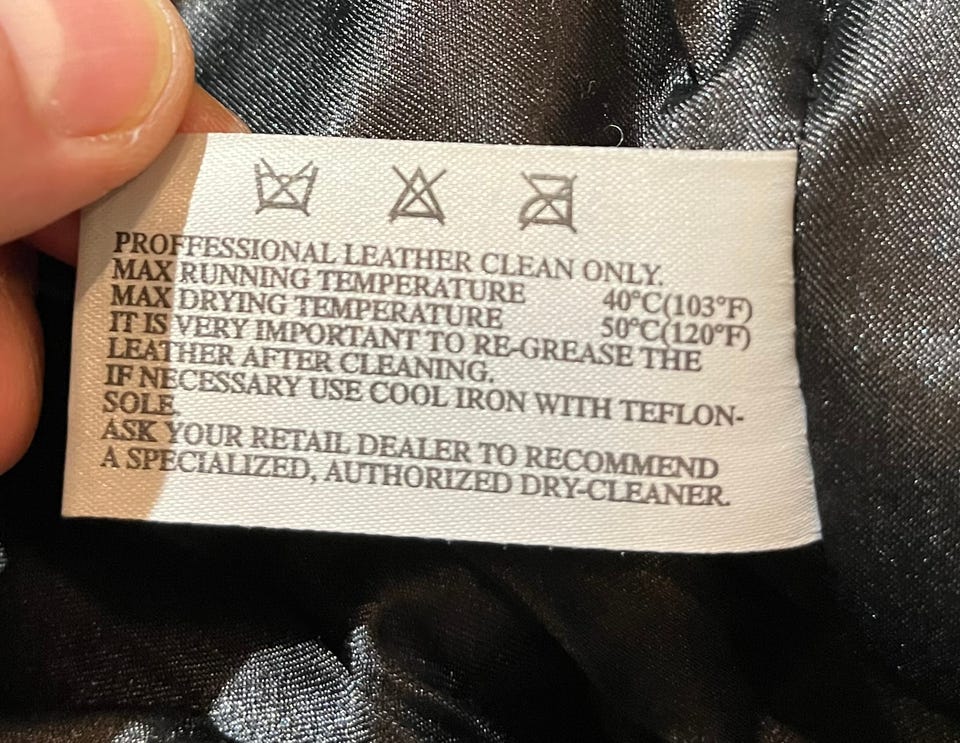 PROFFESSIONAL LEATHER CLEAN ONLY.
MAX RUNNING TEMPERATURE 40°C(103°F)
MAX DRYING TEMPERATURE 50°C(120°F)
IT IS VERY IMPORTANT TO RE-GREASE THE
LEATHER AFTER CLEANING.
IF NECESSARY USE COOL IRON WITH TEFLON-
SOLE.
ASK YOUR RETAIL DEALER TO RECOMMEND
A SPECIALIZED, AUTHORIZED DRY-CLEANER.